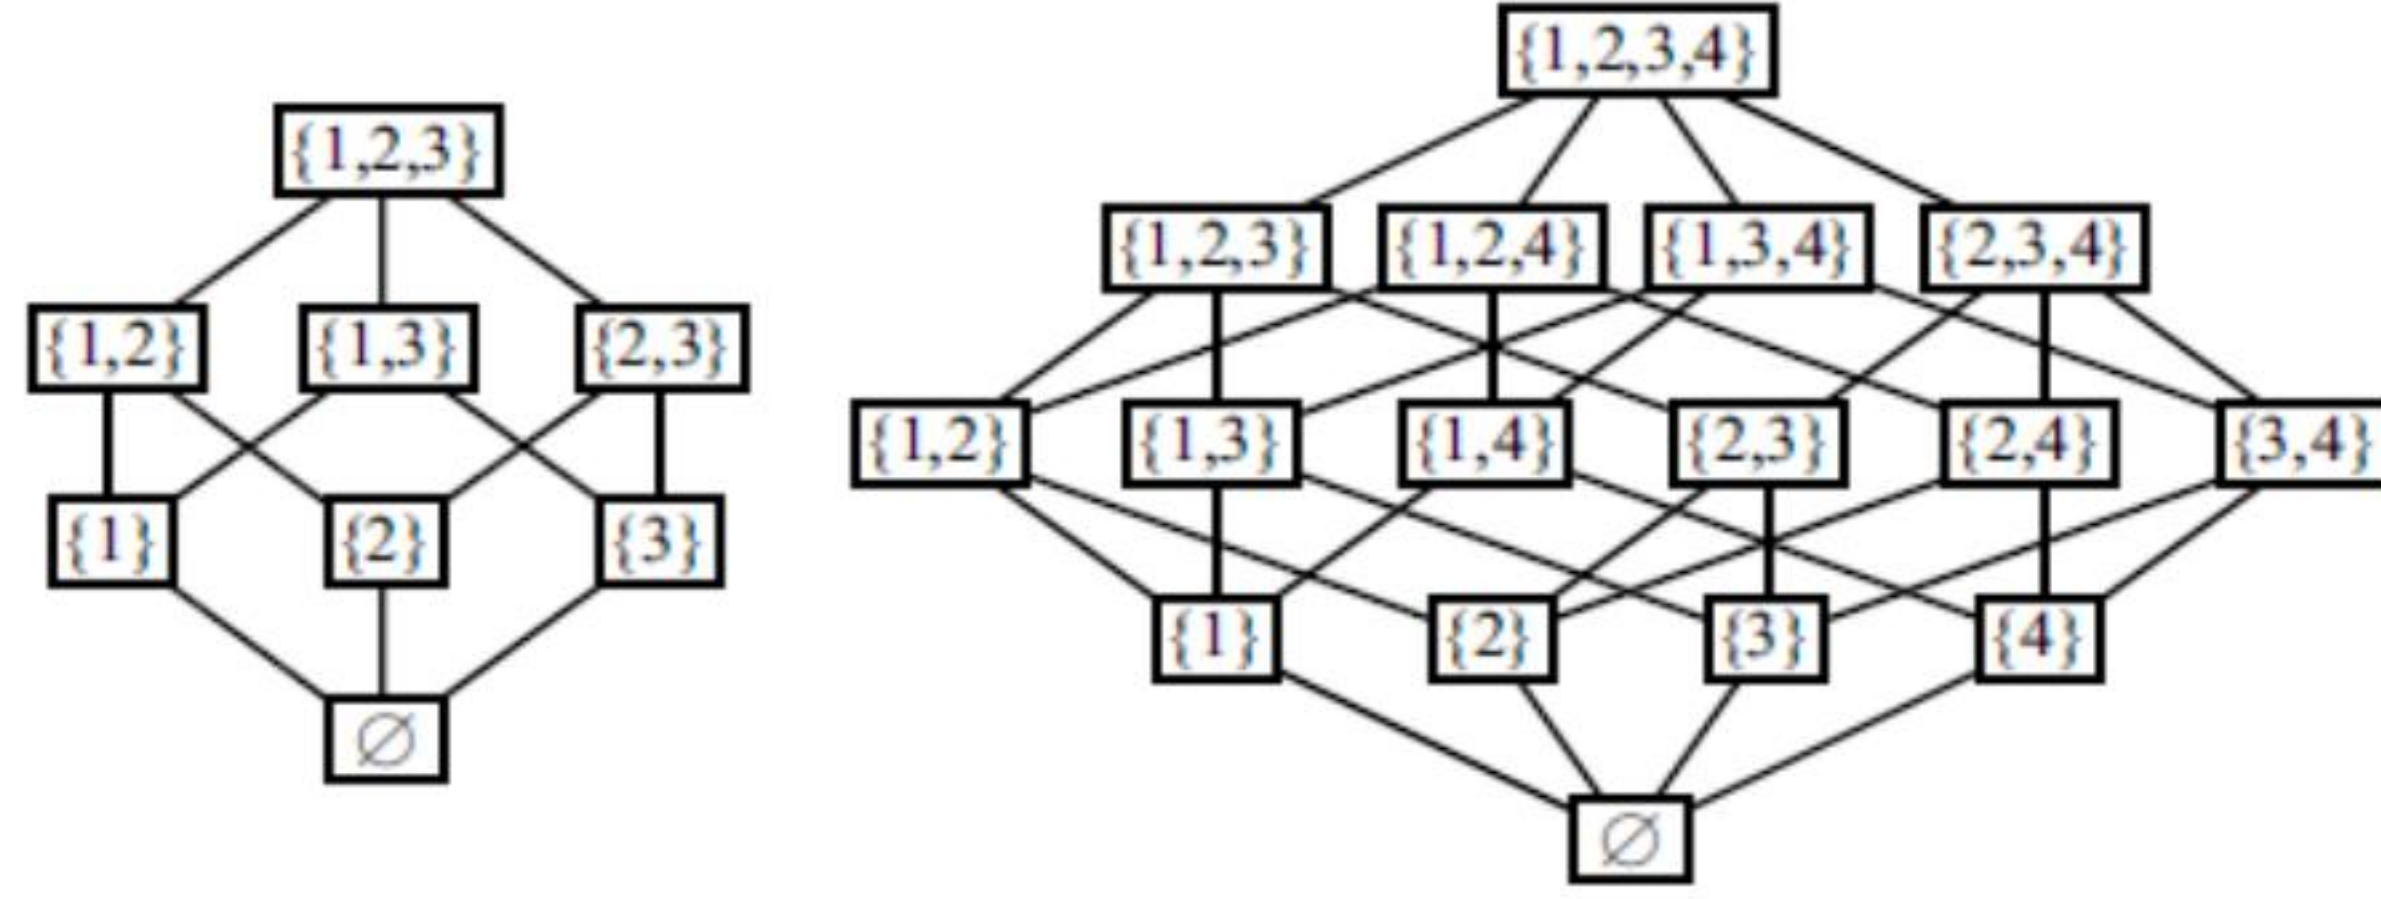 {1,2,3}
{1,2} {1,3} {2,3}
{1} {2} {3}
∅
{1,2,3,4}
{1,2,3} {1,2,4} {1,3,4} {2,3,4}
{1,2} {1,3} {1,4} {2,3} {2,4} {3,4}
{1} {2} {3} {4}
∅